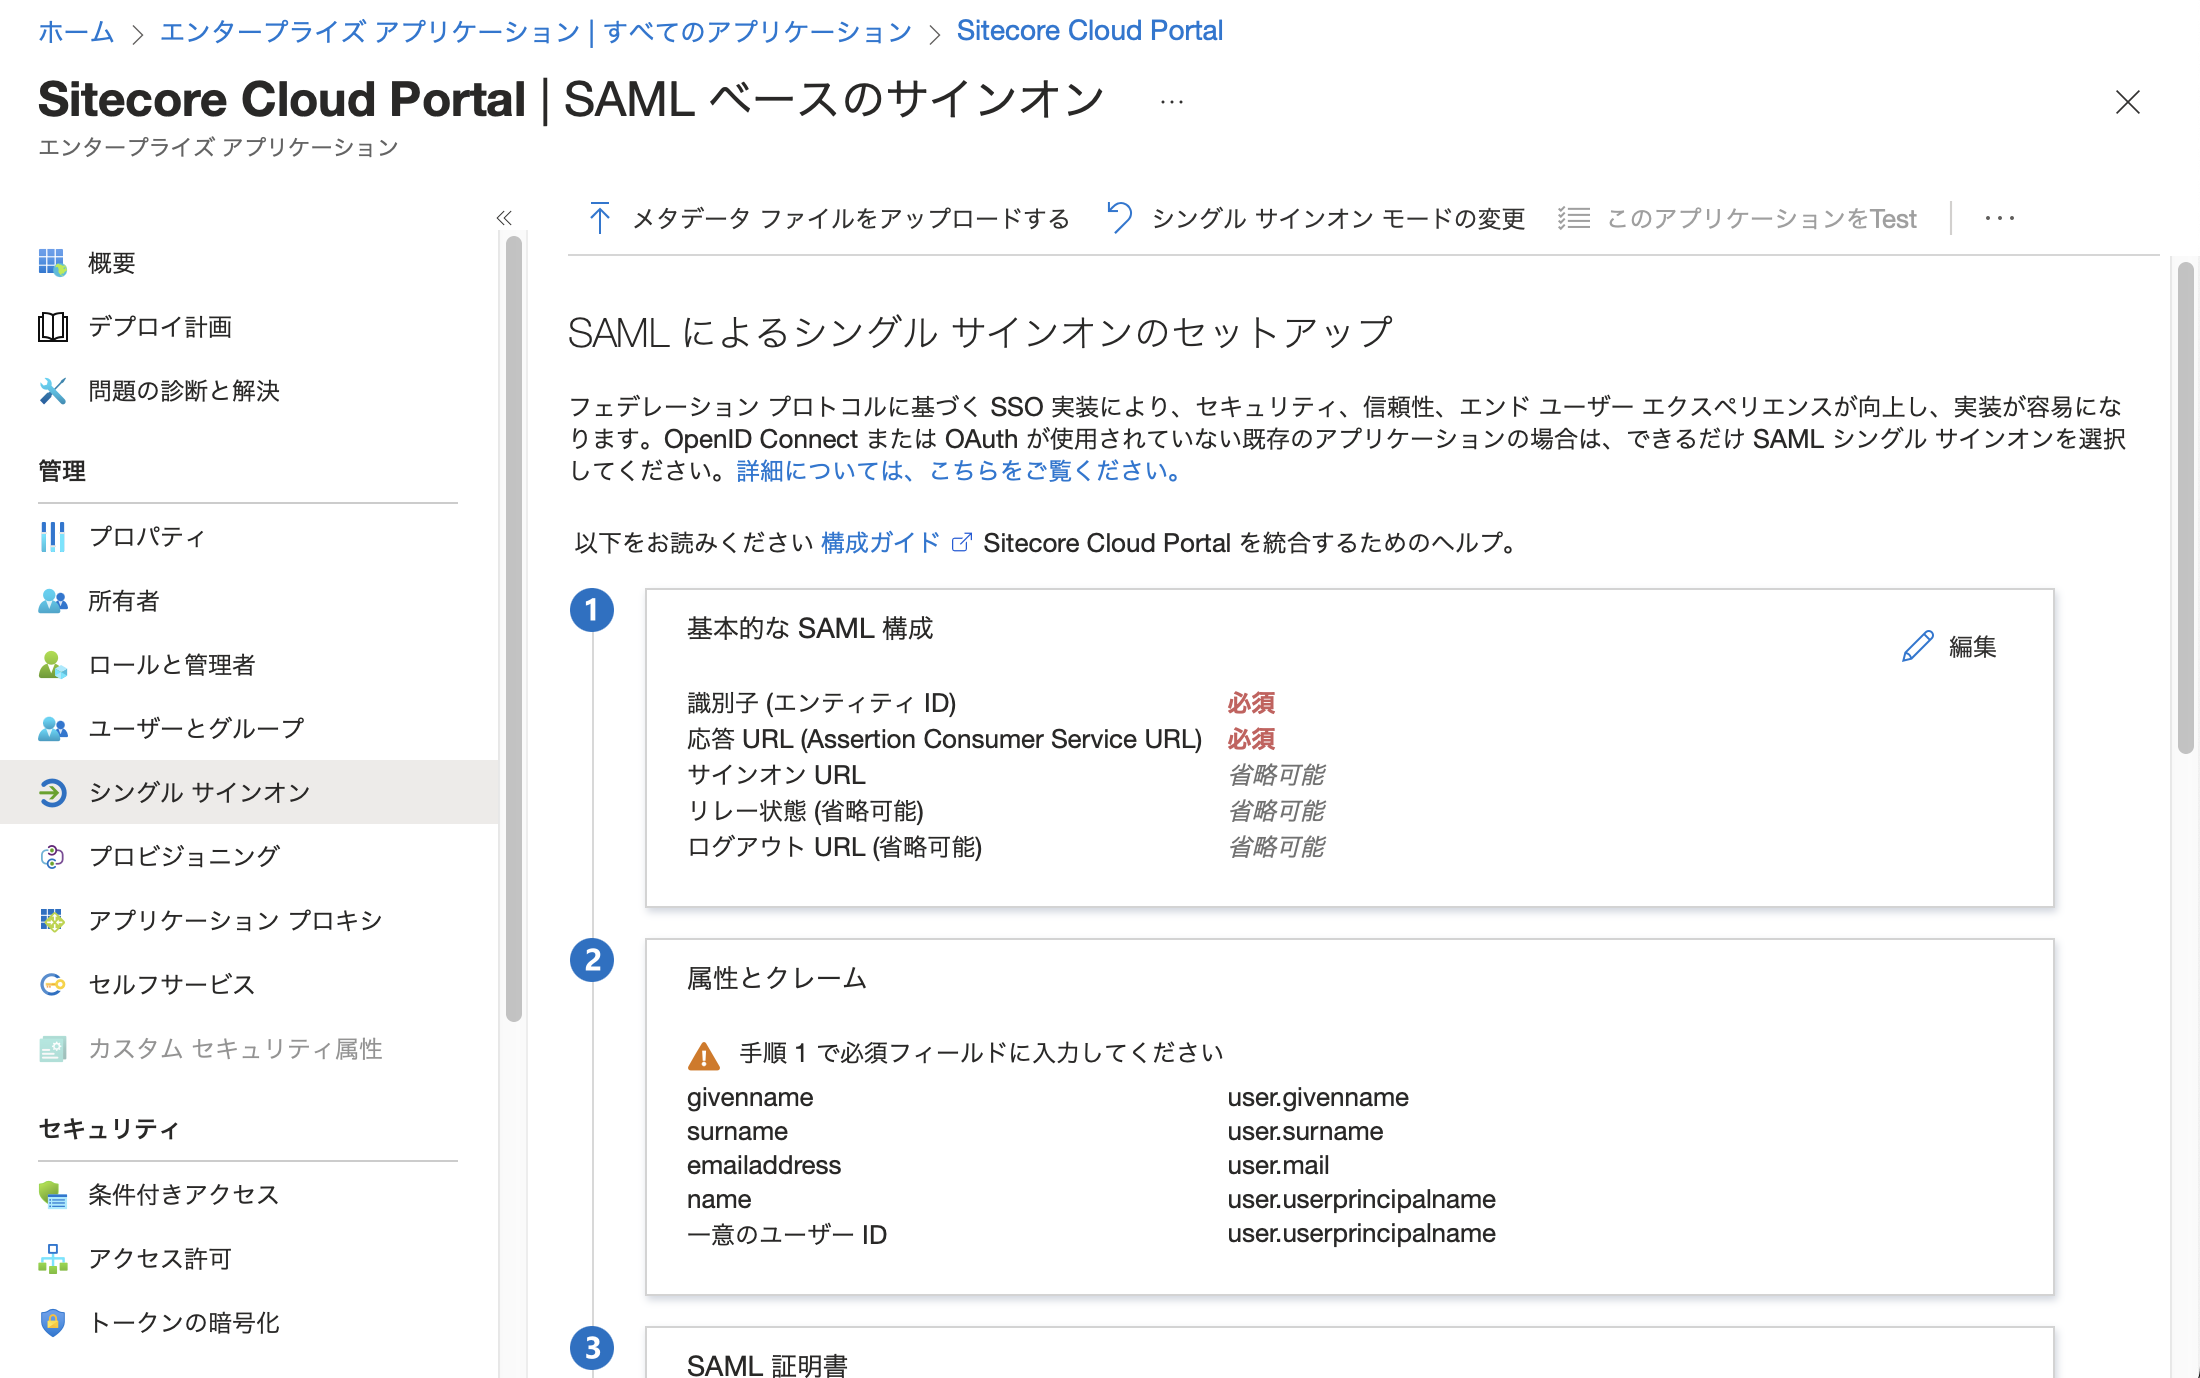 ホーム > エンタープライズ アプリケーション | すべてのアプリケーション > Sitecore Cloud Portal
Sitecore Cloud Portal | SAML ベースのサインオン ...
エンタープライズ アプリケーション
«
概要
デプロイ計画
問題の診断と解決
管理
プロパティ
所有者
ロールと管理者
ユーザーとグループ
シングル サインオン
プロビジョニング
アプリケーション プロキシ
セルフサービス
カスタム セキュリティ属性
セキュリティ
条件付きアクセス
アクセス許可
トークンの暗号化
メタデータ ファイルをアップロードする シングル サインオン モードの変更 このアプリケーションをTest | ...
SAML によるシングル サインオンのセットアップ
フェデレーション プロトコルに基づく SSO 実装により、セキュリティ、信頼性、エンド ユーザー エクスペリエンスが向上し、実装が容易にな
ります。OpenID Connect または OAuth が使用されていない既存のアプリケーションの場合は、できるだけ SAML シングル サインオンを選択
してください。詳細については、こちらをご覧ください。
以下をお読みください 構成ガイド Sitecore Cloud Portal を統合するためのヘルプ。
1
基本的な SAML 構成
編集
識別子 (エンティティ ID) 必須
応答 URL (Assertion Consumer Service URL) 必須
サインオン URL 省略可能
リレー状態 (省略可能) 省略可能
ログアウト URL (省略可能) 省略可能
2
属性とクレーム
手順 1 で必須フィールドに入力してください
givenname user.givenname
surname user.surname
emailaddress user.mail
name user.userprincipalname
一意のユーザー ID user.userprincipalname
3
SAML 証明書